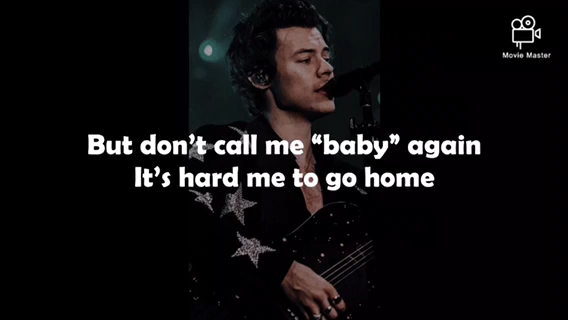 Movie Master
But don't call me “baby” again
It's hard me to go home